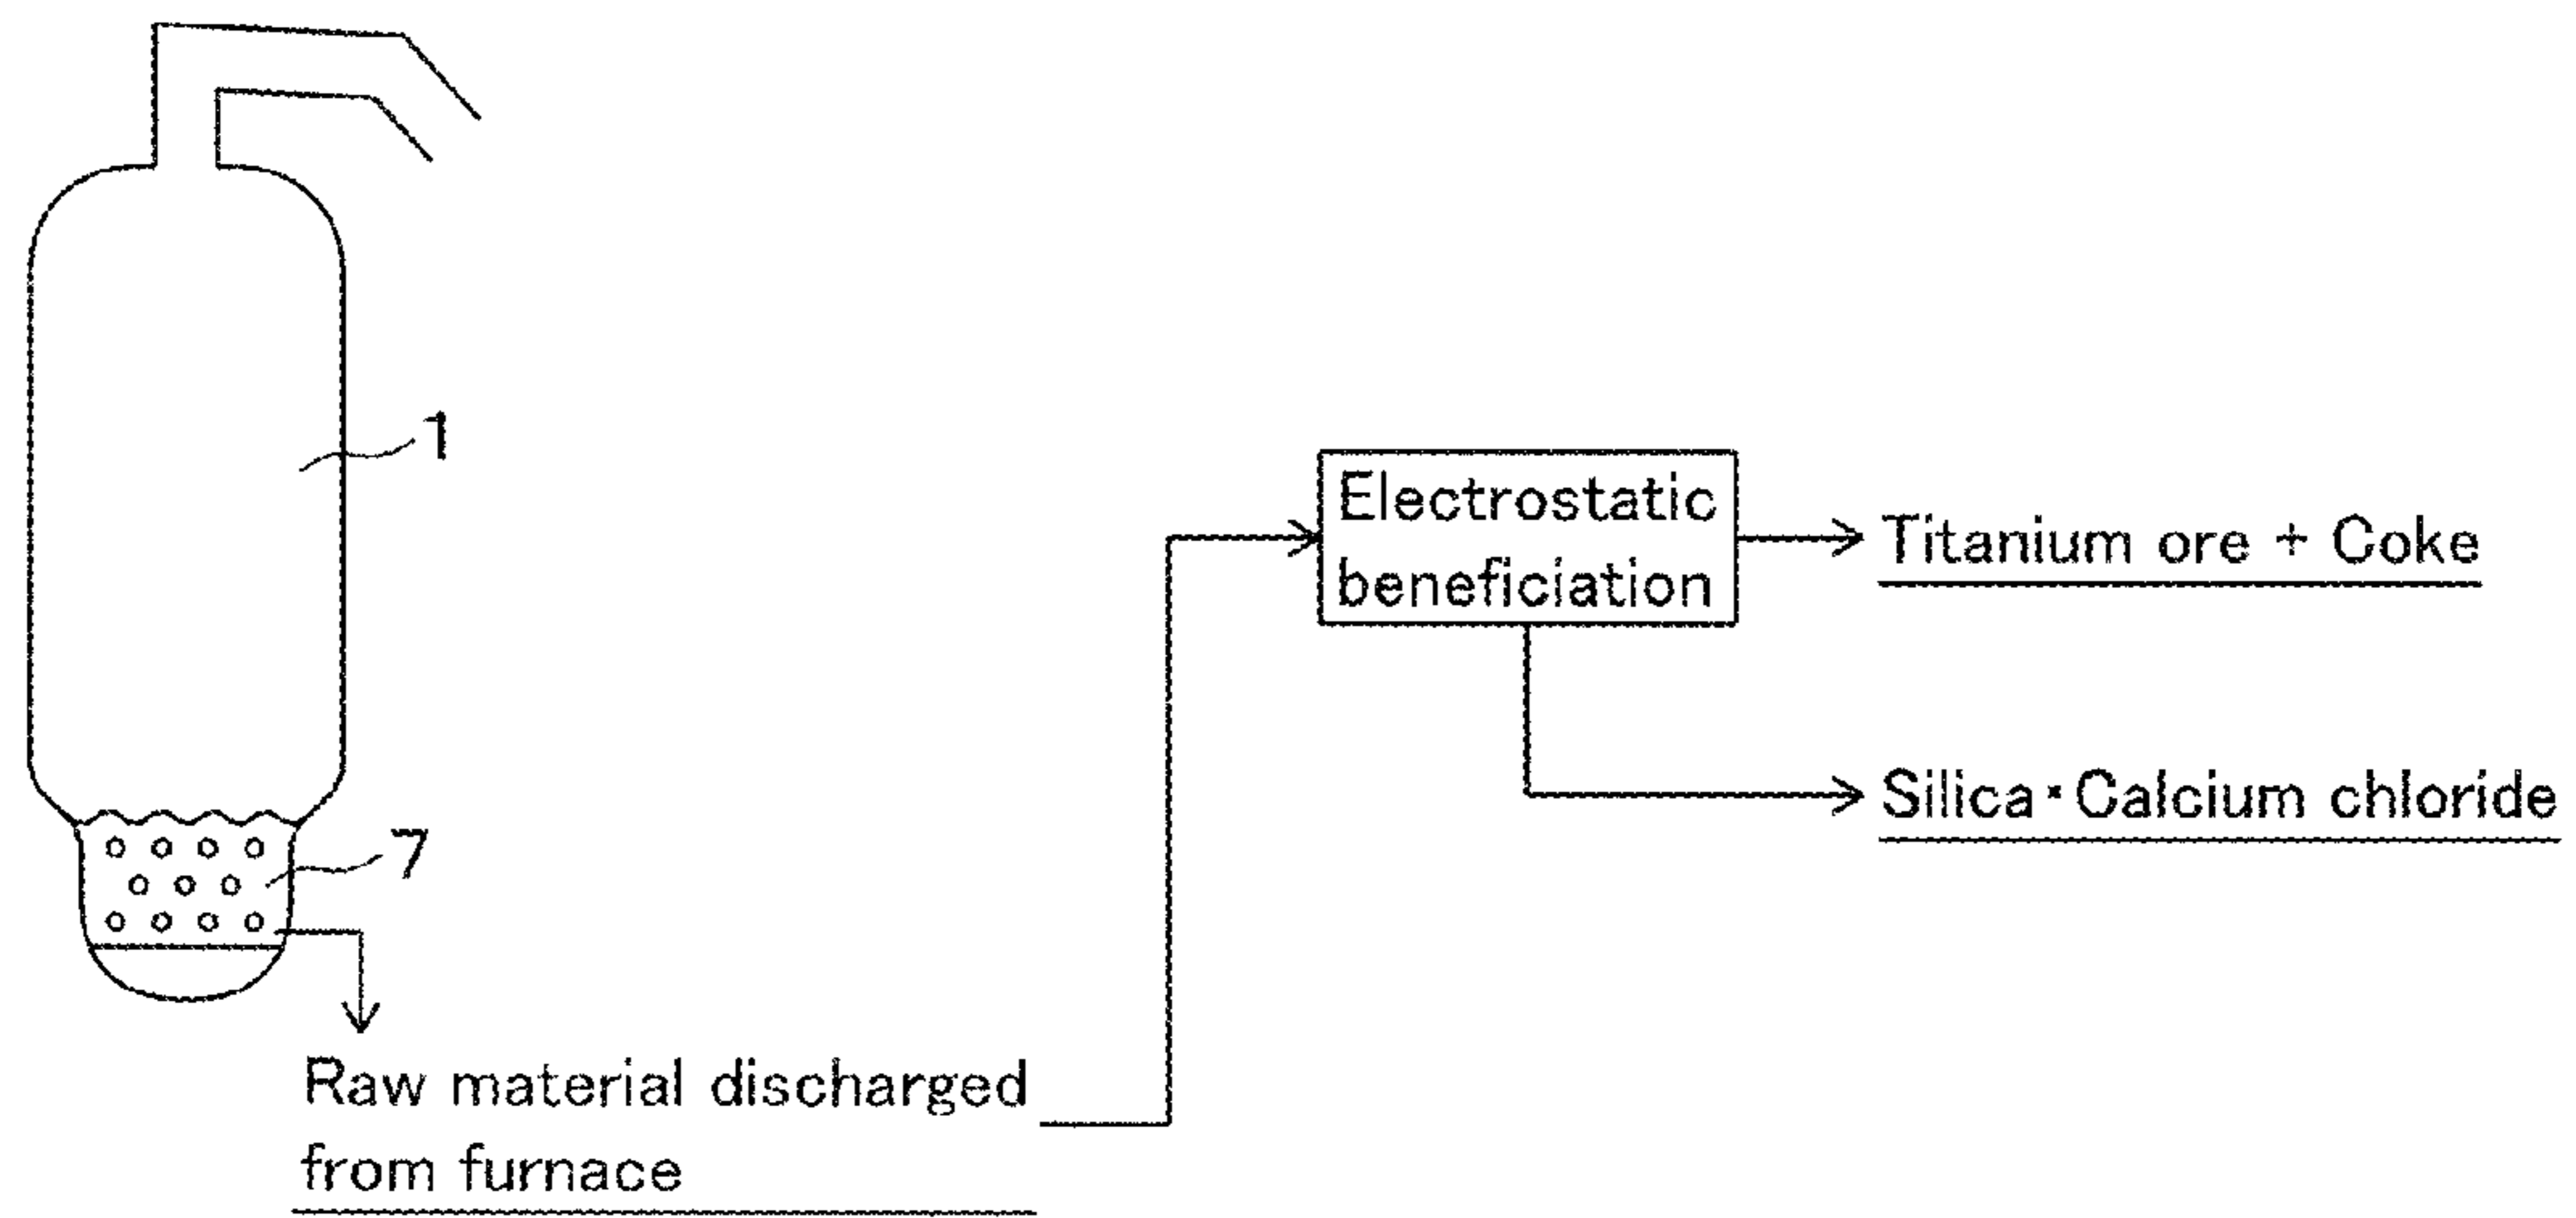 1
Electrostatic
beneficiation
Titanium ore + Coke
Silica・Calcium chloride
7
Raw material discharged
from furnace